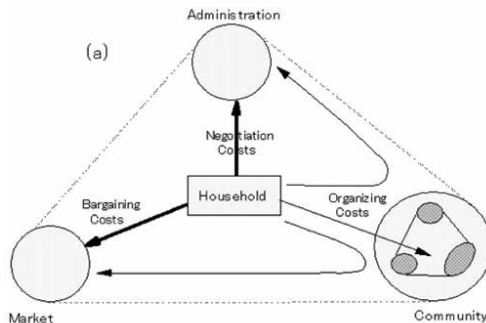 Administration
(a)
Negotiation
Costs
Household
Bargaining
Costs
Organizing
Costs
Market
Community